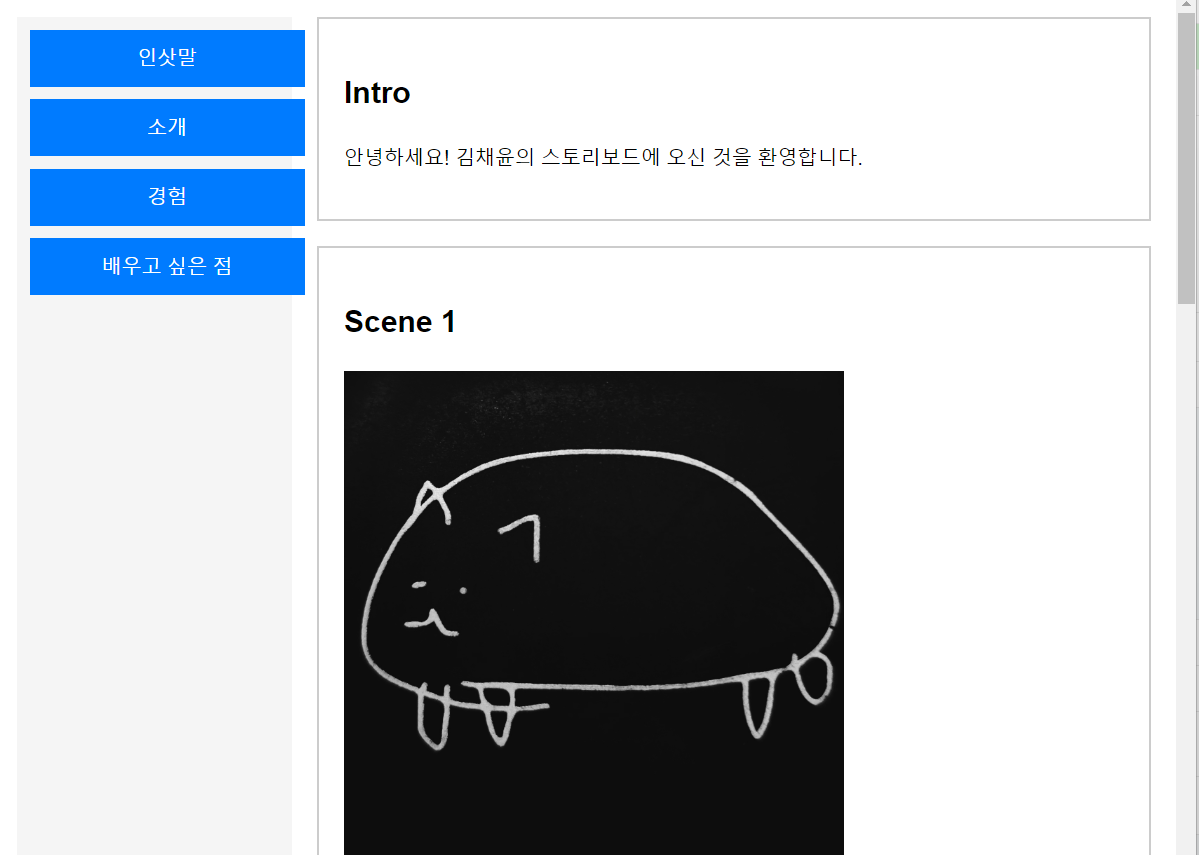 인삿말
소개
경험
배우고 싶은 점
Intro
안녕하세요! 김채윤의 스토리보드에 오신 것을 환영합니다.
Scene 1